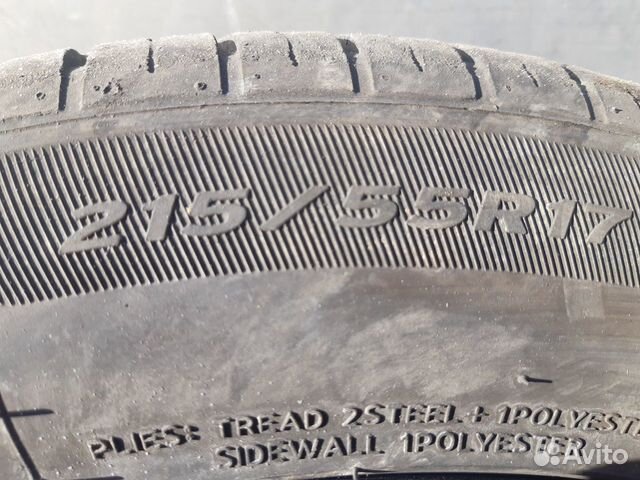 215/55R17
PLIES: TREAD 2STEEL+1POLYESTE
SIDEWALL 1POLYESTER
Avito